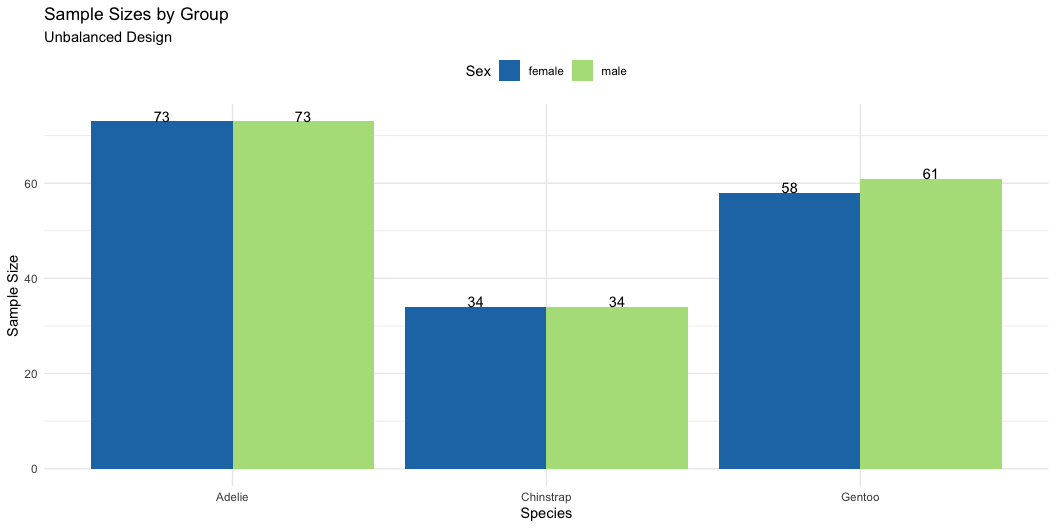 Sample Sizes by Group
Unbalanced Design
Sex female male
73 73
34 34
58 61
Sample Size
60
40
20
0
Adelie Chinstrap Gentoo
Species